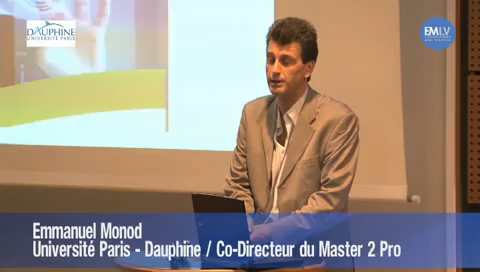 DAUPHINE
UNIVERSITÉ PARIS
EMLV
Emmanuel Monod
Université Paris - Dauphine / Co-Directeur du Master 2 Pro